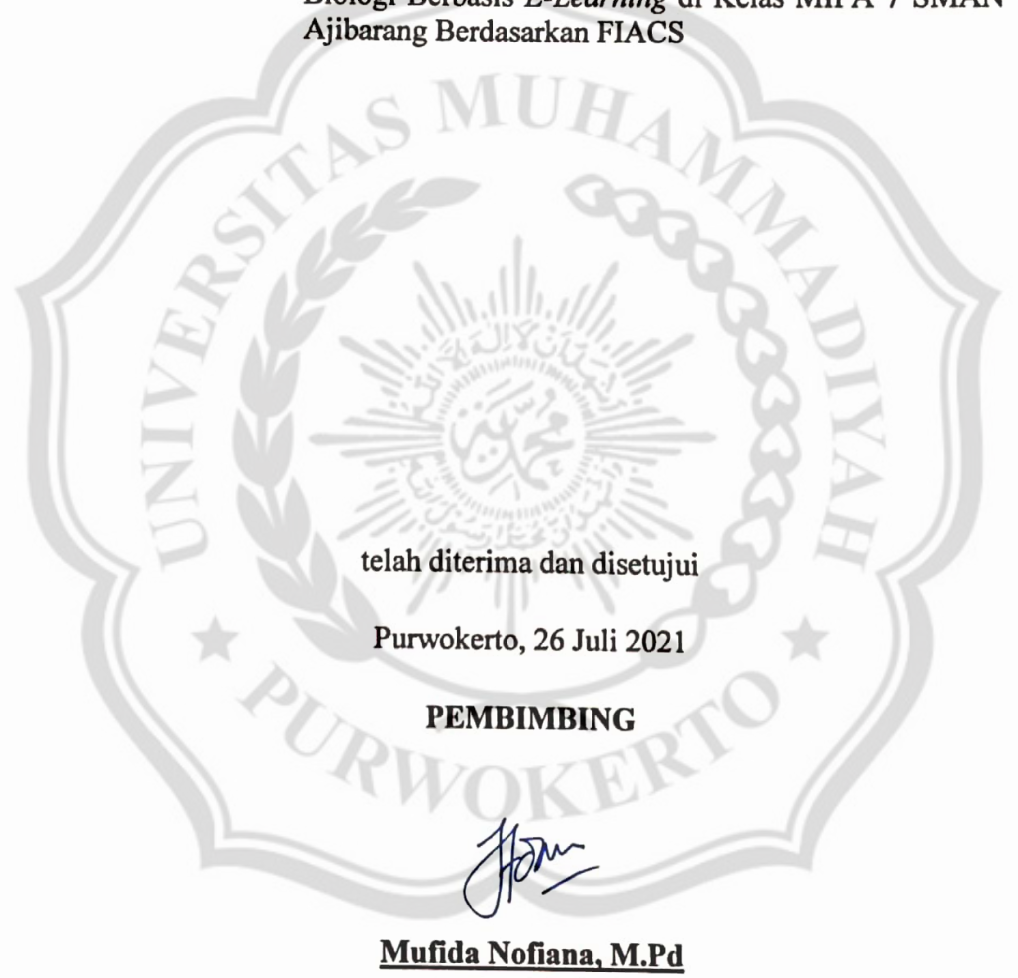 Biologi Berbasis E-Learning di Kelas MIPA 7 SMAN
Ajibarang Berdasarkan FIACS
UNIVERSITAS MUHAMMADIYAH
telah diterima dan disetujui
Purwokerto, 26 Juli 2021
PEMBIMBING
PURWOKERTO
Mufida Nofiana, M.Pd